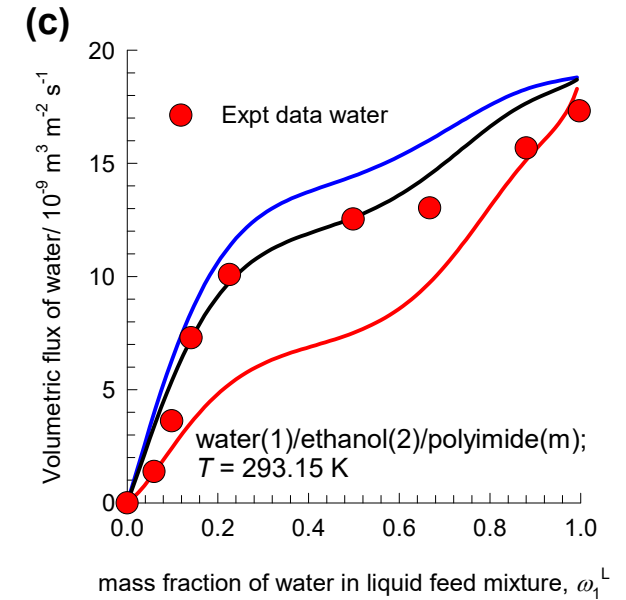 (c)
20
15
10
5
0
Volumetric flux of water/ 10⁻⁹ m³ m⁻² s⁻¹
Expt data water
water(1)/ethanol(2)/polyimide(m);
T = 293.15 K
0.0 0.2 0.4 0.6 0.8 1.0
mass fraction of water in liquid feed mixture, ω₁ᴸ